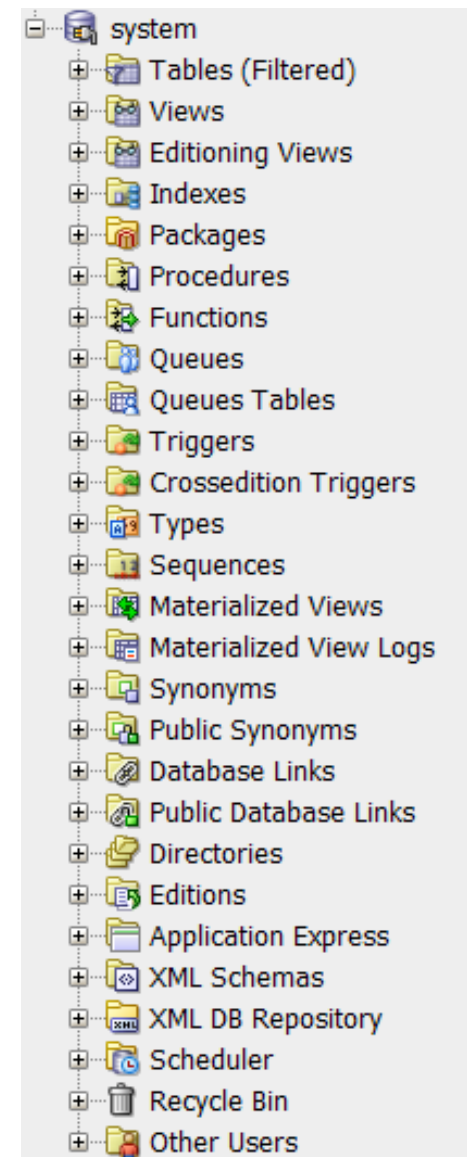 system
Tables (Filtered)
Views
Editioning Views
Indexes
Packages
Procedures
Functions
Queues
Queues Tables
Triggers
Crossedition Triggers
Types
Sequences
Materialized Views
Materialized View Logs
Synonyms
Public Synonyms
Database Links
Public Database Links
Directories
Editions
Application Express
XML Schemas
XML DB Repository
Scheduler
Recycle Bin
Other Users